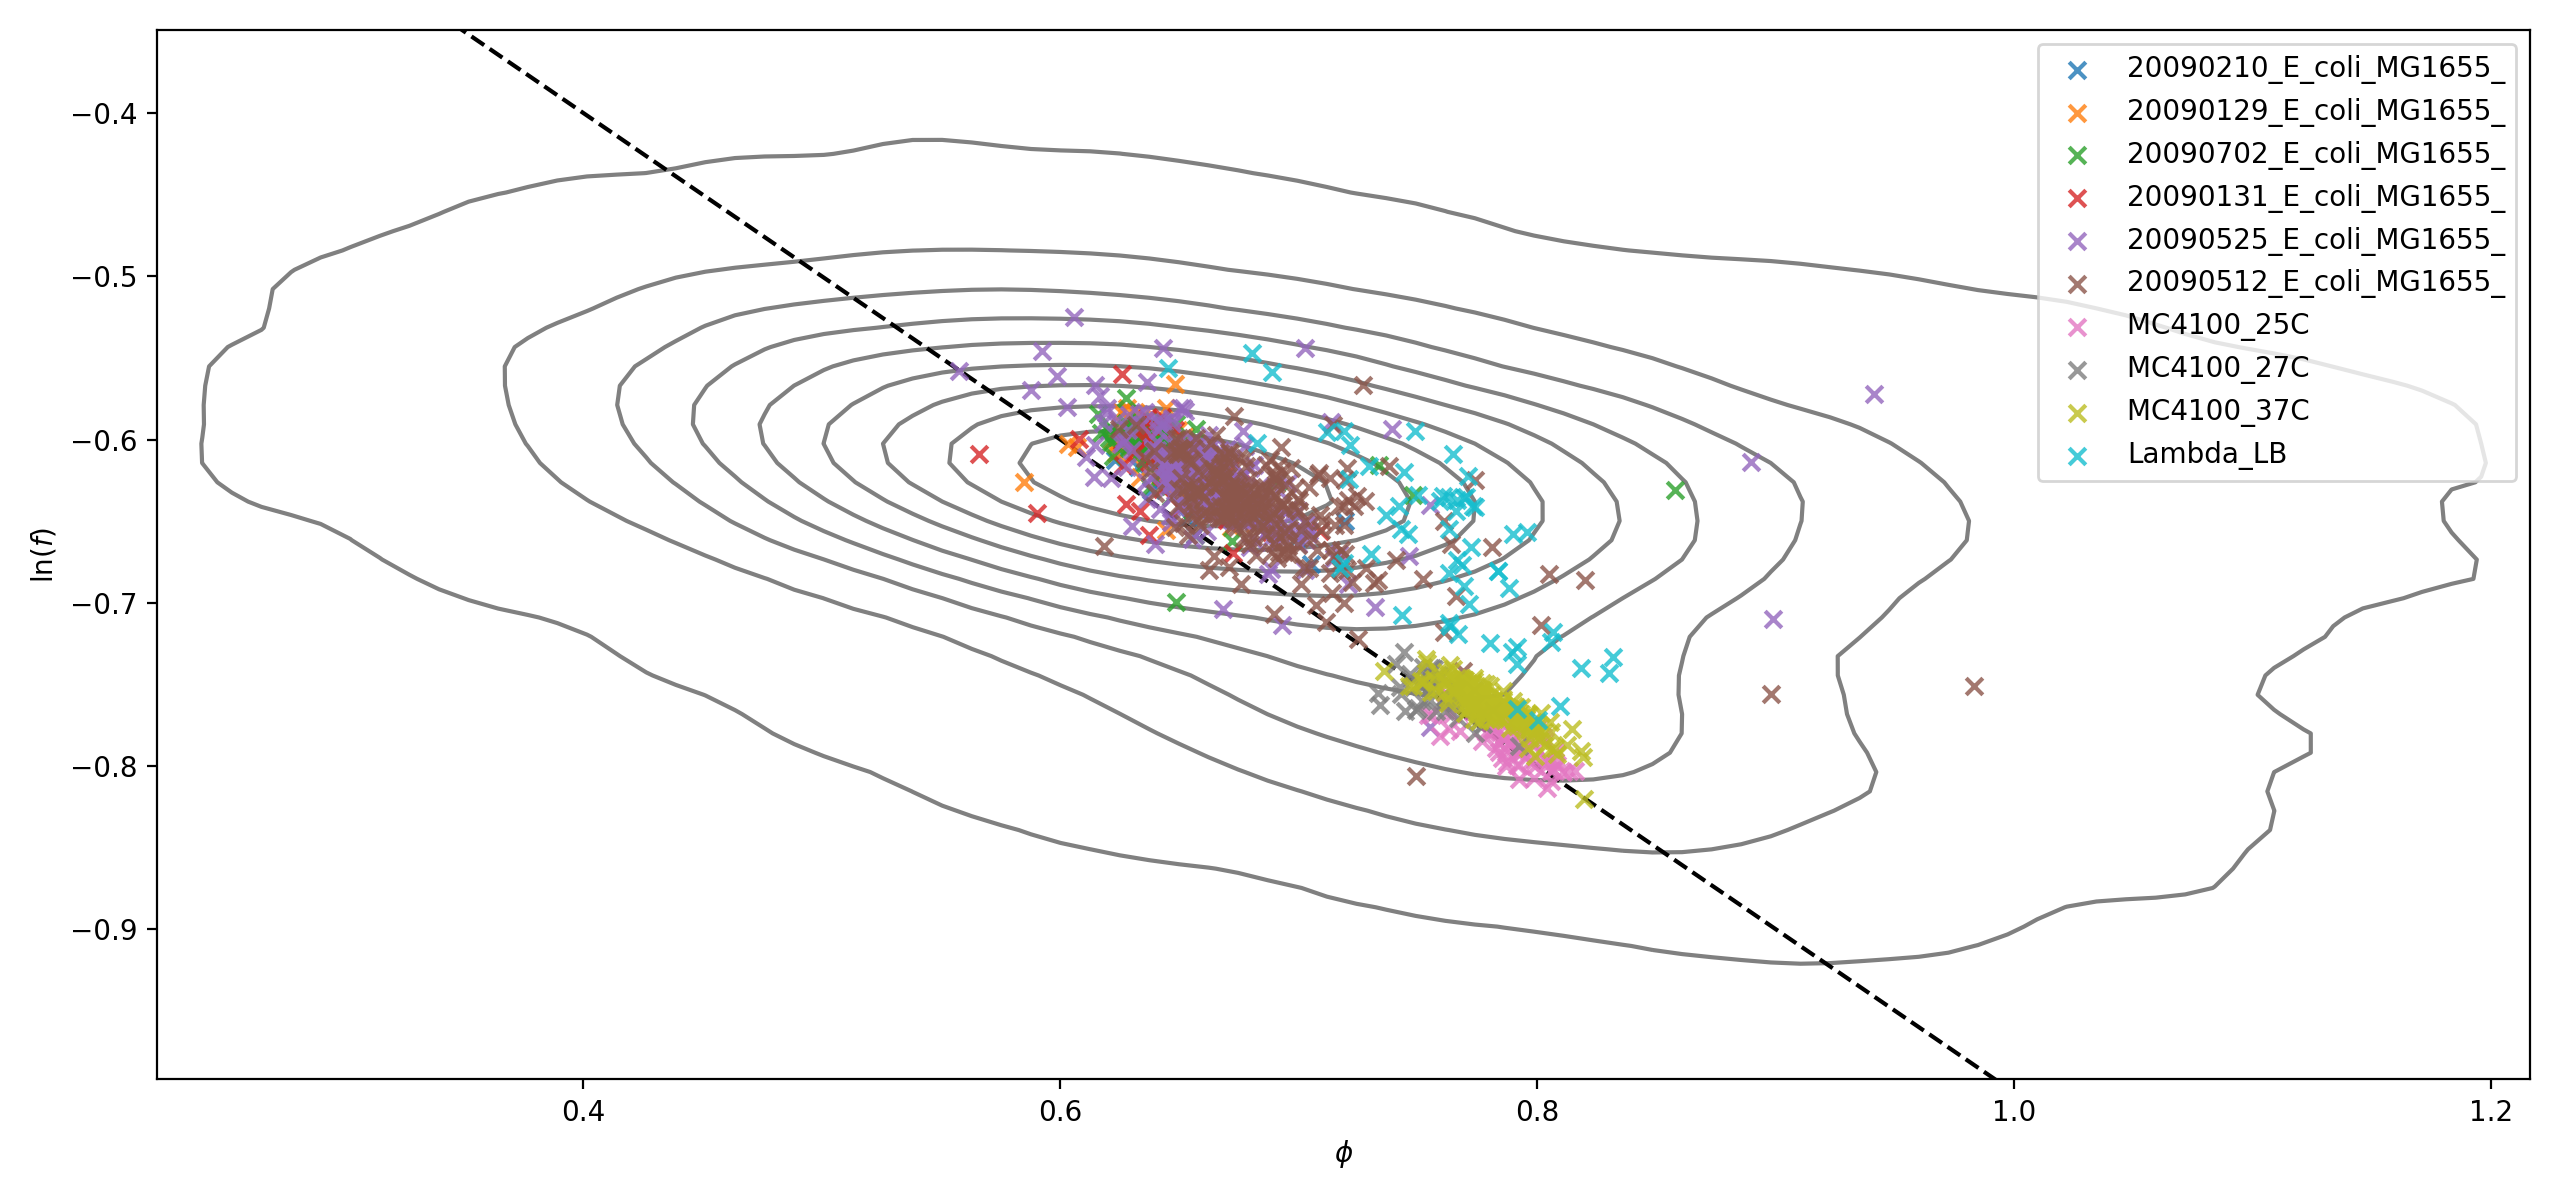 −0.4
−0.5
−0.6
−0.7
−0.8
−0.9
ln(f)
0.4 0.6 0.8 1.0 1.2
ϕ
20090210_E_coli_MG1655_
20090129_E_coli_MG1655_
20090702_E_coli_MG1655_
20090131_E_coli_MG1655_
20090525_E_coli_MG1655_
20090512_E_coli_MG1655_
MC4100_25C
MC4100_27C
MC4100_37C
Lambda_LB